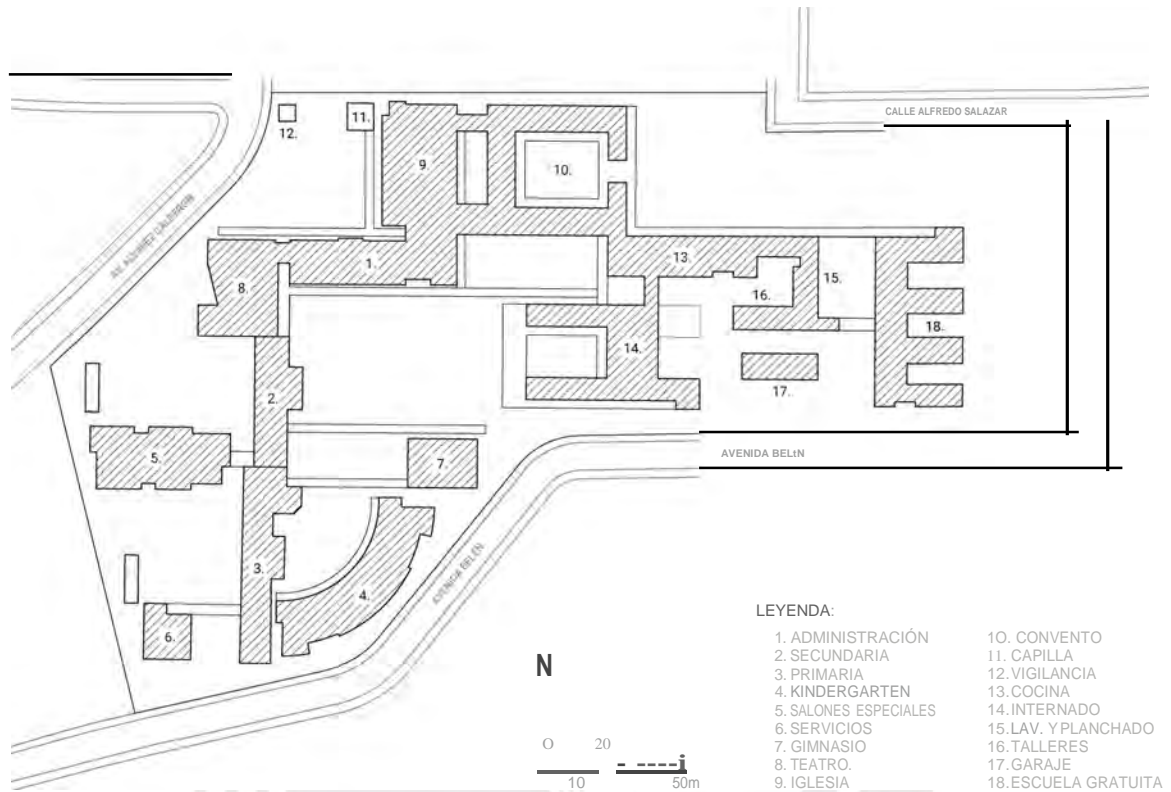 CALLE ALFREDO SALAZAR
11.
12.
9.
10.
AV. ALVAREZ CALDERON
1.
13.
15.
8.
16.
18.
14.
2.
17.
AVENIDA BELtN
5.
7.
AVENIDA BELEN
3.
4.
6.
LEYENDA:
1. ADMINISTRACIÓN
2. SECUNDARIA
3. PRIMARIA
4. KINDERGARTEN
5. SALONES ESPECIALES
6. SERVICIOS
7. GIMNASIO
8. TEATRO.
9. IGLESIA
1O. CONVENTO
11. CAPILLA
12. VIGILANCIA
13. COCINA
14. INTERNADO
15. LAV. Y PLANCHADO
16. TALLERES
17. GARAJE
18. ESCUELA GRATUITA
N
O 20
10 50m